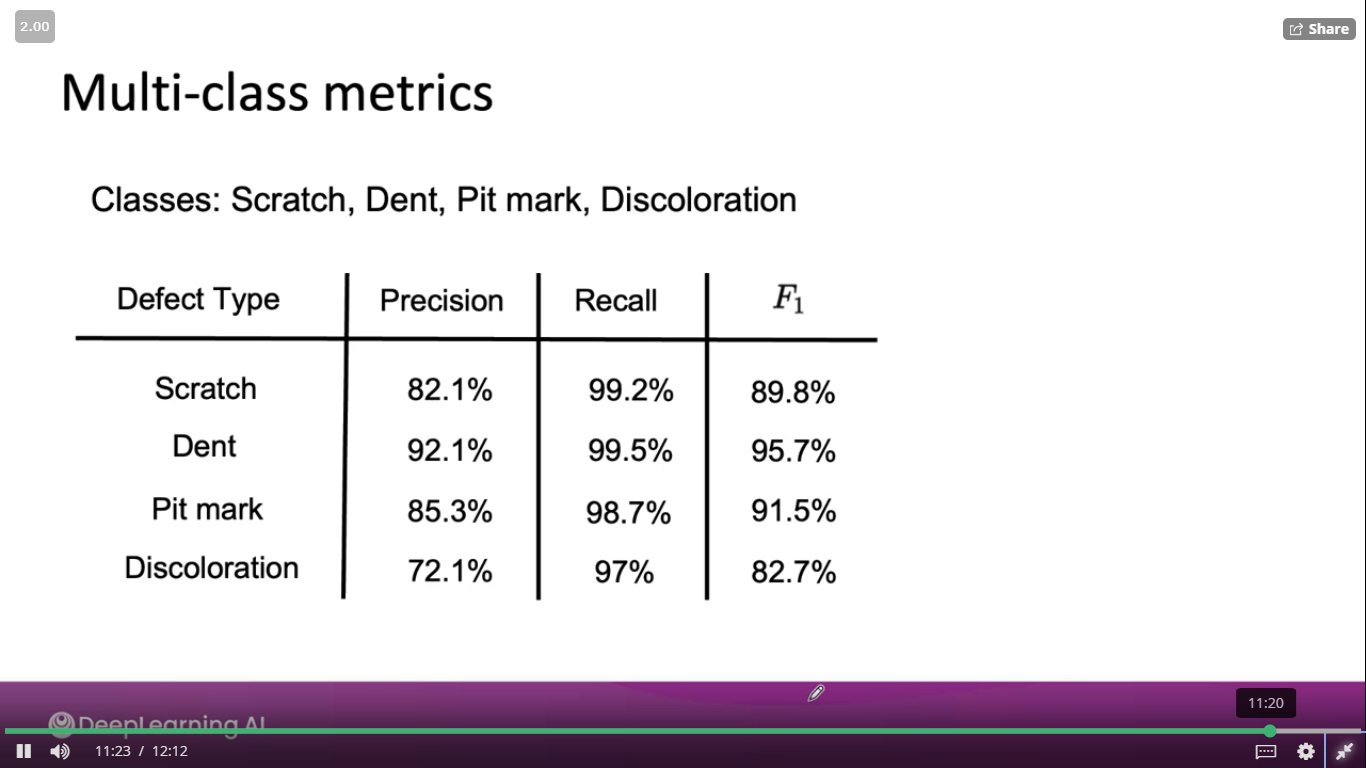 2.00
Share
Multi-class metrics
Classes: Scratch, Dent, Pit mark, Discoloration
Defect Type Precision Recall F₁
Scratch 82.1% 99.2% 89.8%
Dent 92.1% 99.5% 95.7%
Pit mark 85.3% 98.7% 91.5%
Discoloration 72.1% 97% 82.7%
DeepLearning.AI
11:20
11:23 / 12:12